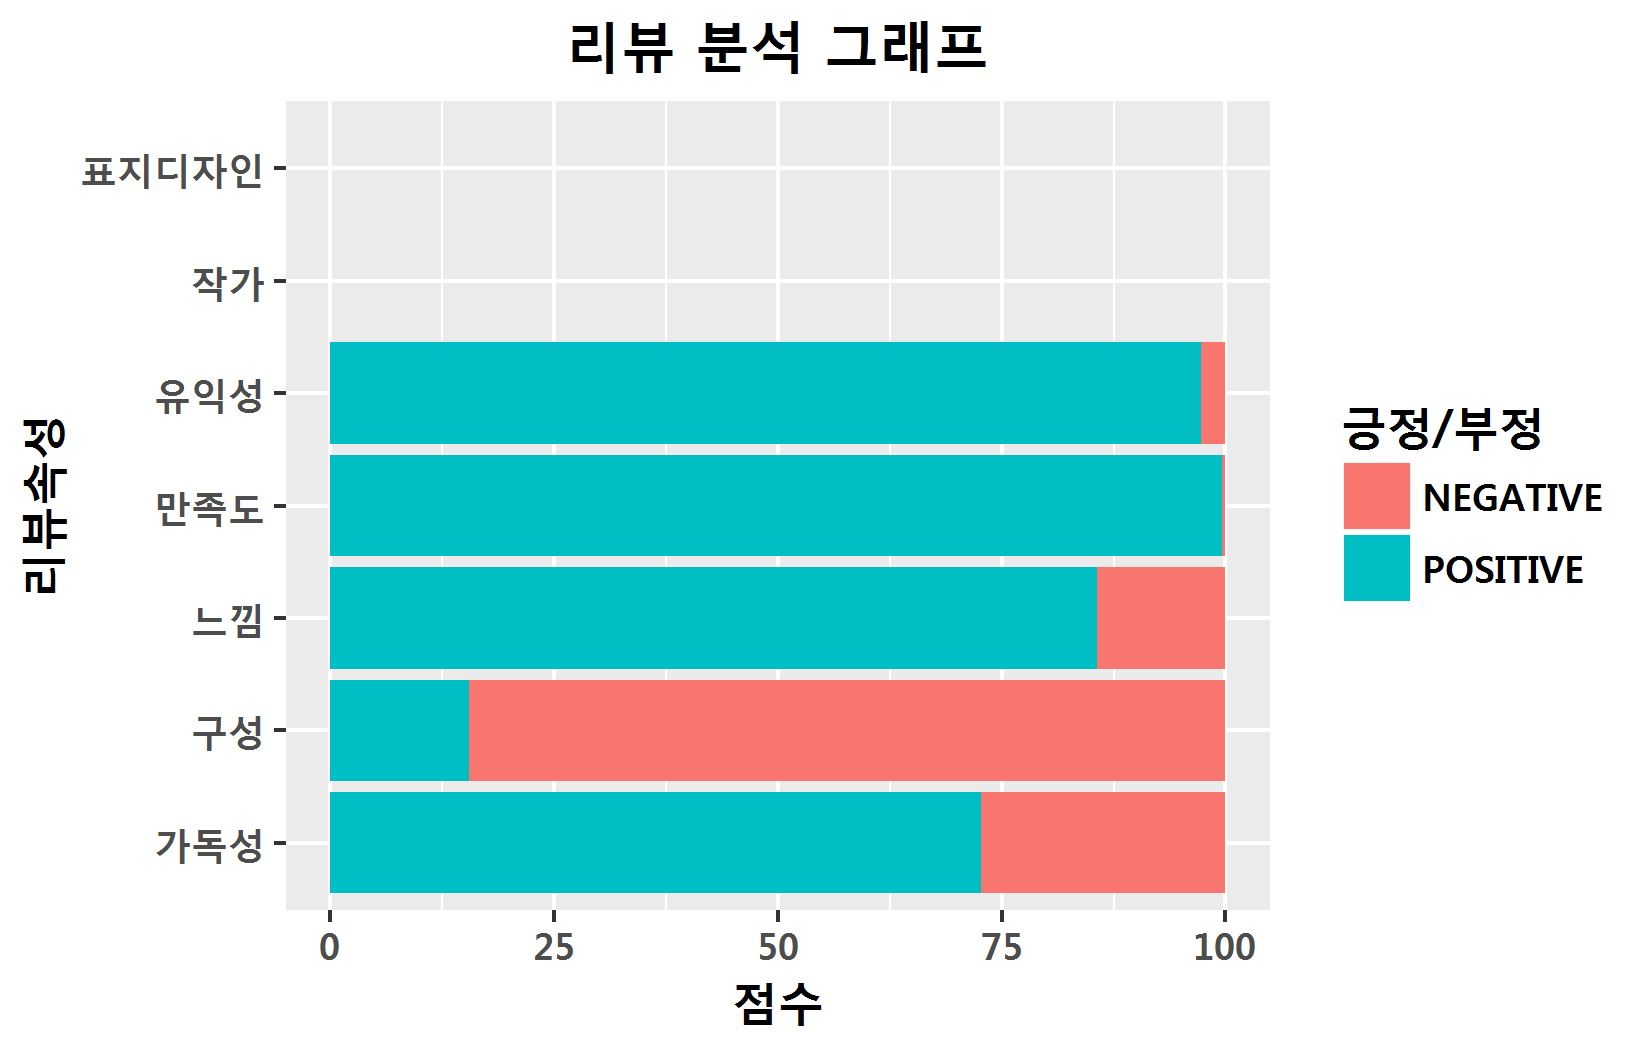 리뷰 분석 그래프
리뷰속성
표지디자인
작가
유익성
만족도
느낌
구성
가독성
0 25 50 75 100
점수
긍정/부정
NEGATIVE
POSITIVE